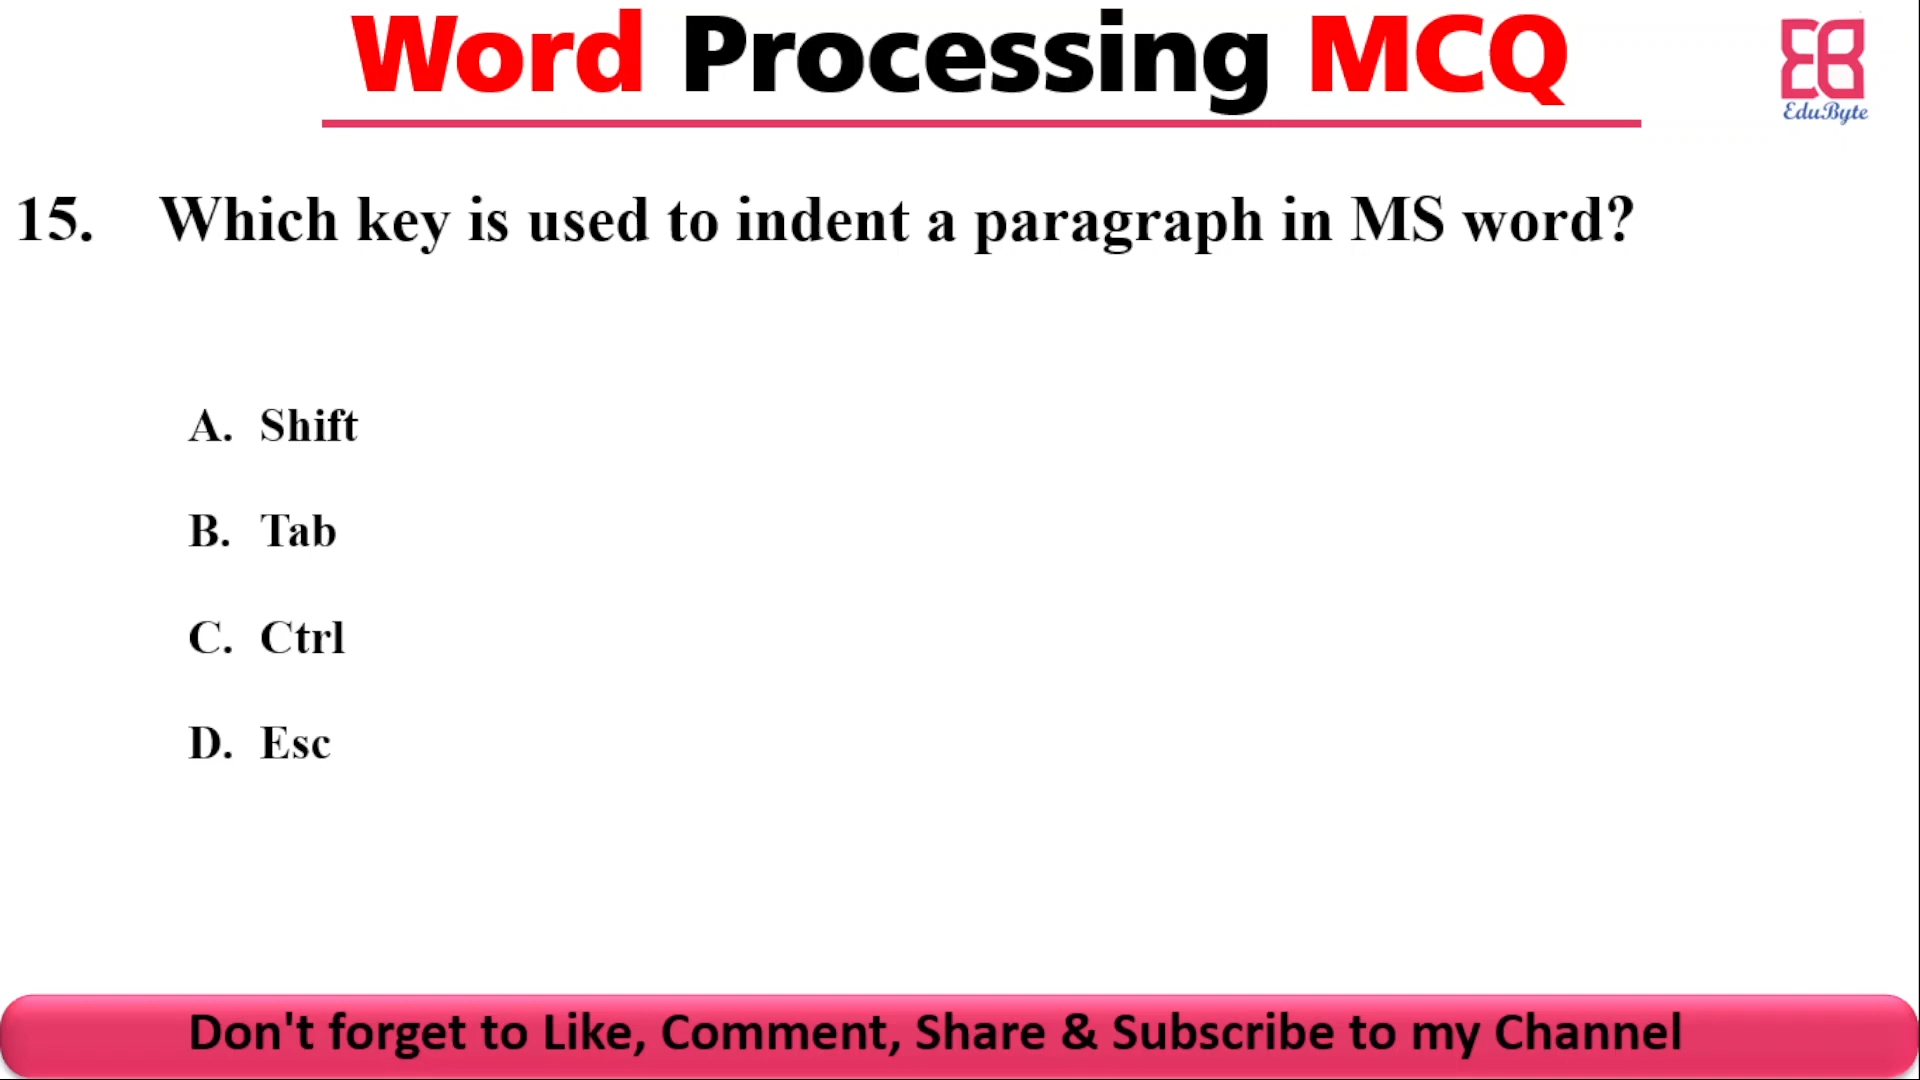 Word Processing MCQ
EduByte
15. Which key is used to indent a paragraph in MS word?
A. Shift
B. Tab
C. Ctrl
D. Esc
Don't forget to Like, Comment, Share & Subscribe to my Channel